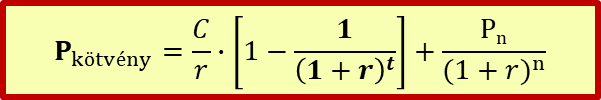 P_kötvény = C/r · [1 − 1/(1 + r)^t] + P_n/(1 + r)^n